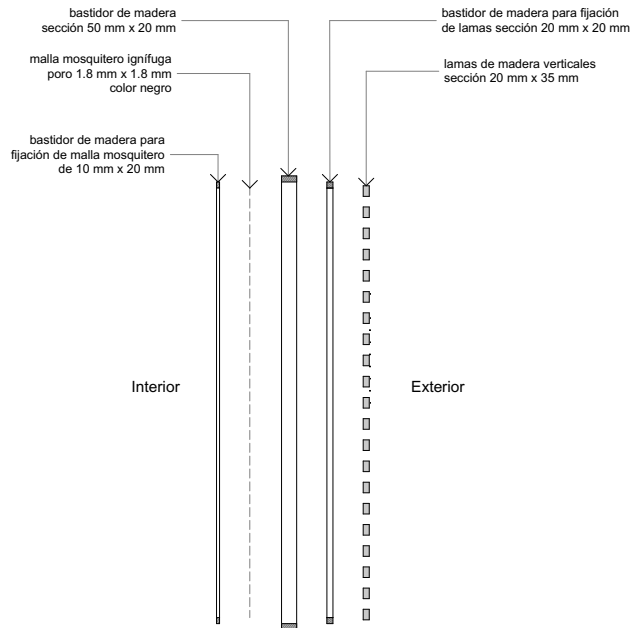 bastidor de madera
sección 50 mm x 20 mm
malla mosquitero ignífuga
poro 1.8 mm x 1.8 mm
color negro
bastidor de madera para
fijación de malla mosquitero
de 10 mm x 20 mm
bastidor de madera para fijación
de lamas sección 20 mm x 20 mm
lamas de madera verticales
sección 20 mm x 35 mm
Interior
Exterior